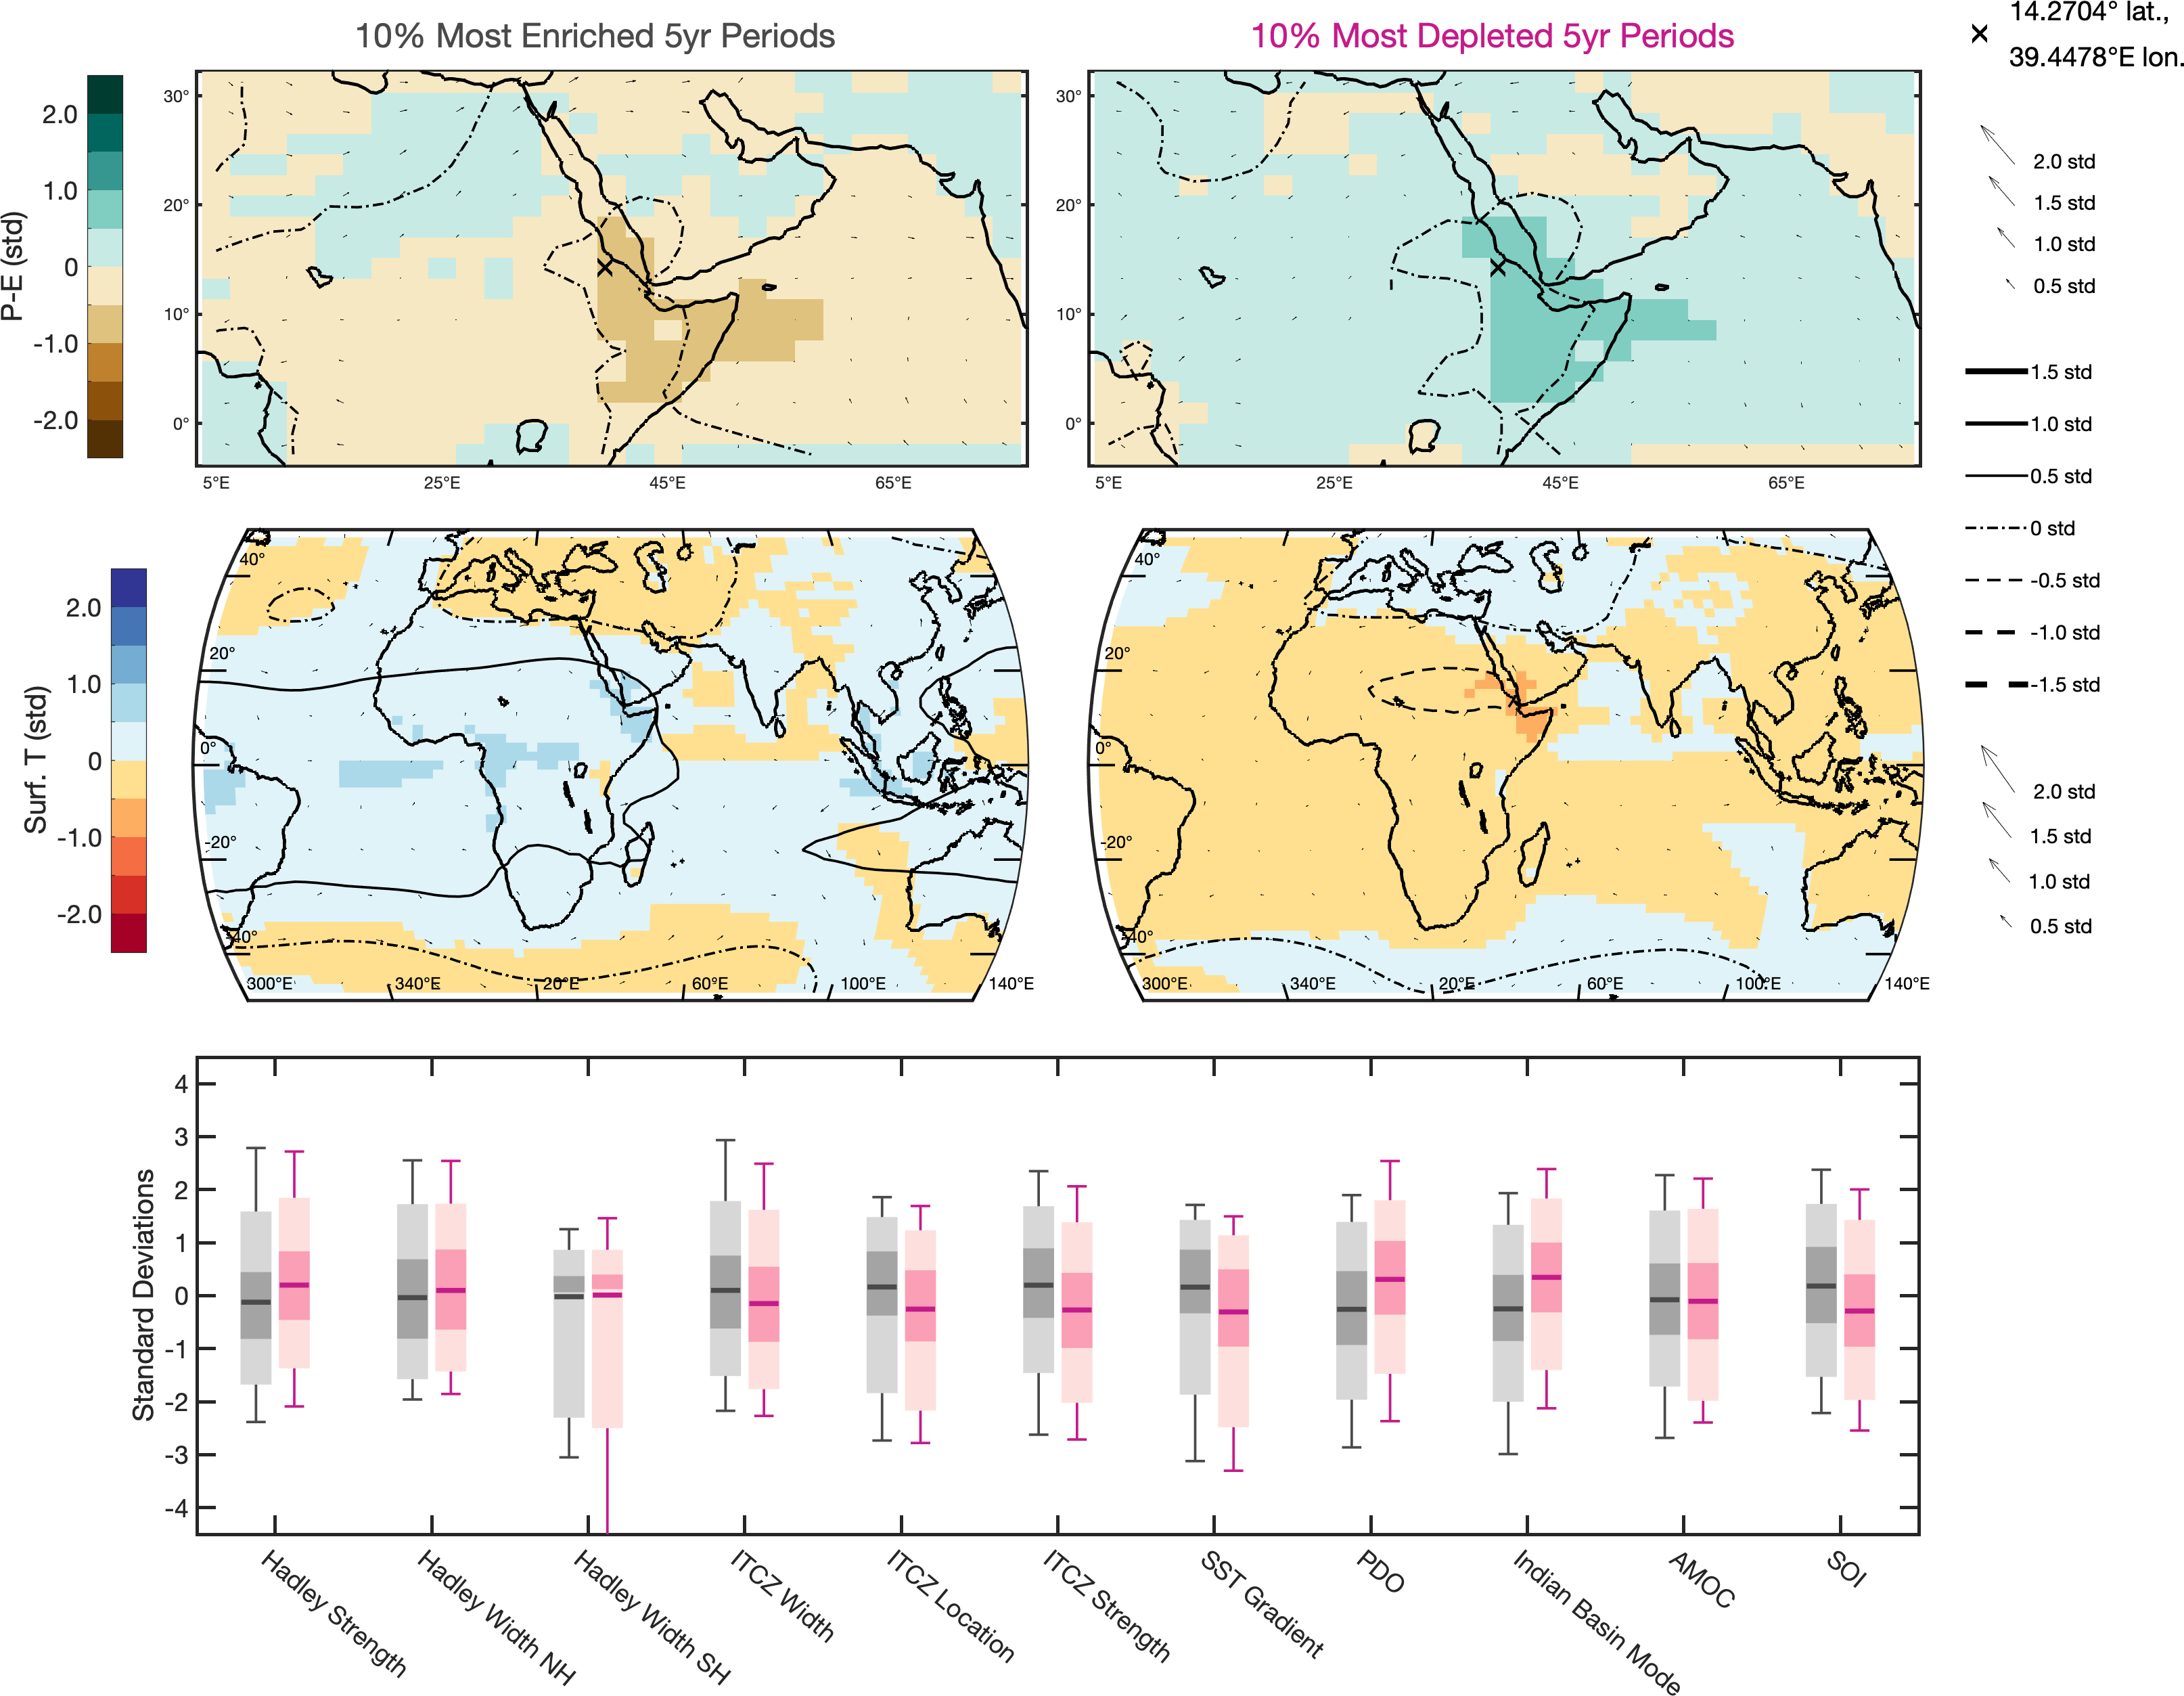 10% Most Enriched 5yr Periods
10% Most Depleted 5yr Periods
14.2704° lat.,
39.4478°E lon.
P-E (std)
2.0
1.0
0
-1.0
-2.0
30°
20°
10°
0°
5°E
25°E
45°E
65°E
30°
20°
10°
0°
5°E
25°E
45°E
65°E
2.0 std
1.5 std
1.0 std
0.5 std
1.5 std
1.0 std
0.5 std
0 std
-0.5 std
-1.0 std
-1.5 std
Surf. T (std)
2.0
1.0
0
-1.0
-2.0
40°
20°
0°
-20°
-40°
300°E
340°E
20°E
60°E
100°E
140°E
40°
20°
0°
-20°
-40°
300°E
340°E
20°E
60°E
100°E
140°E
2.0 std
1.5 std
1.0 std
0.5 std
Standard Deviations
4
3
2
1
0
-1
-2
-3
-4
Hadley Strength
Hadley Width NH
Hadley Width SH
ITCZ Width
ITCZ Location
ITCZ Strength
SST Gradient
PDO
Indian Basin Mode
AMOC
SOI